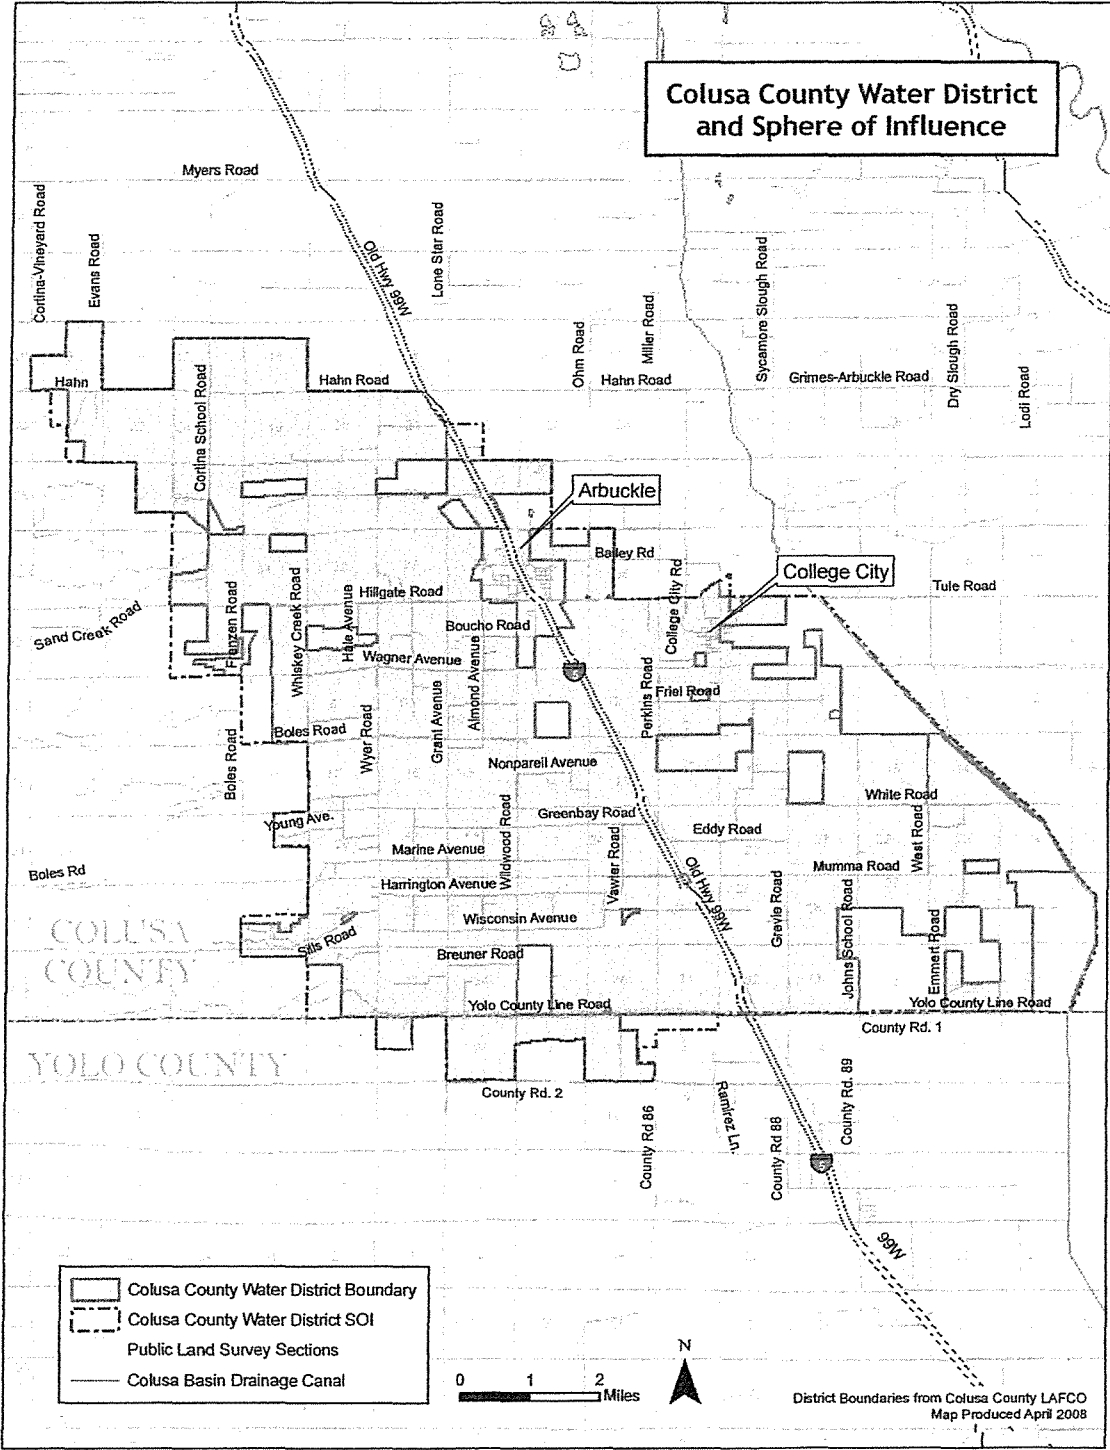 Colusa County Water District
and Sphere of Influence
Myers Road
Cortina-Vineyard Road
Evans Road
Lone Star Road
Old Hwy 99W
Ohm Road
Miller Road
Sycamore Slough Road
Dry Slough Road
Lodi Road
Hahn
Hahn Road
Hahn Road
Grimes-Arbuckle Road
Cortina School Road
Arbuckle
Bailey Rd
College City Rd
College City
Tule Road
Sand Creek Road
Frenzen Road
Whiskey Creek Road
Hale Avenue
Hillgate Road
Boucho Road
Wagner Avenue
Almond Avenue
Grant Avenue
Perkins Road
Friel Road
5
Boles Road
Boles Road
Wyer Road
Nonpareil Avenue
White Road
Young Ave.
Greenbay Road
Eddy Road
West Road
Wildwood Road
Marine Avenue
Vawter Road
Boles Rd
Harrington Avenue
Old Hwy 99W
Mumma Road
Grevie Road
Johns School Road
Emmert Road
COLUSA
COUNTY
Sills Road
Wisconsin Avenue
Breuner Road
Yolo County Line Road
Yolo County Line Road
County Rd. 1
YOLO COUNTY
County Rd. 2
County Rd 86
Ramirez Ln.
County Rd 88
County Rd. 89
5
99W
Colusa County Water District Boundary
Colusa County Water District SOI
Public Land Survey Sections
Colusa Basin Drainage Canal
0 1 2
Miles
N
District Boundaries from Colusa County LAFCO
Map Produced April 2008